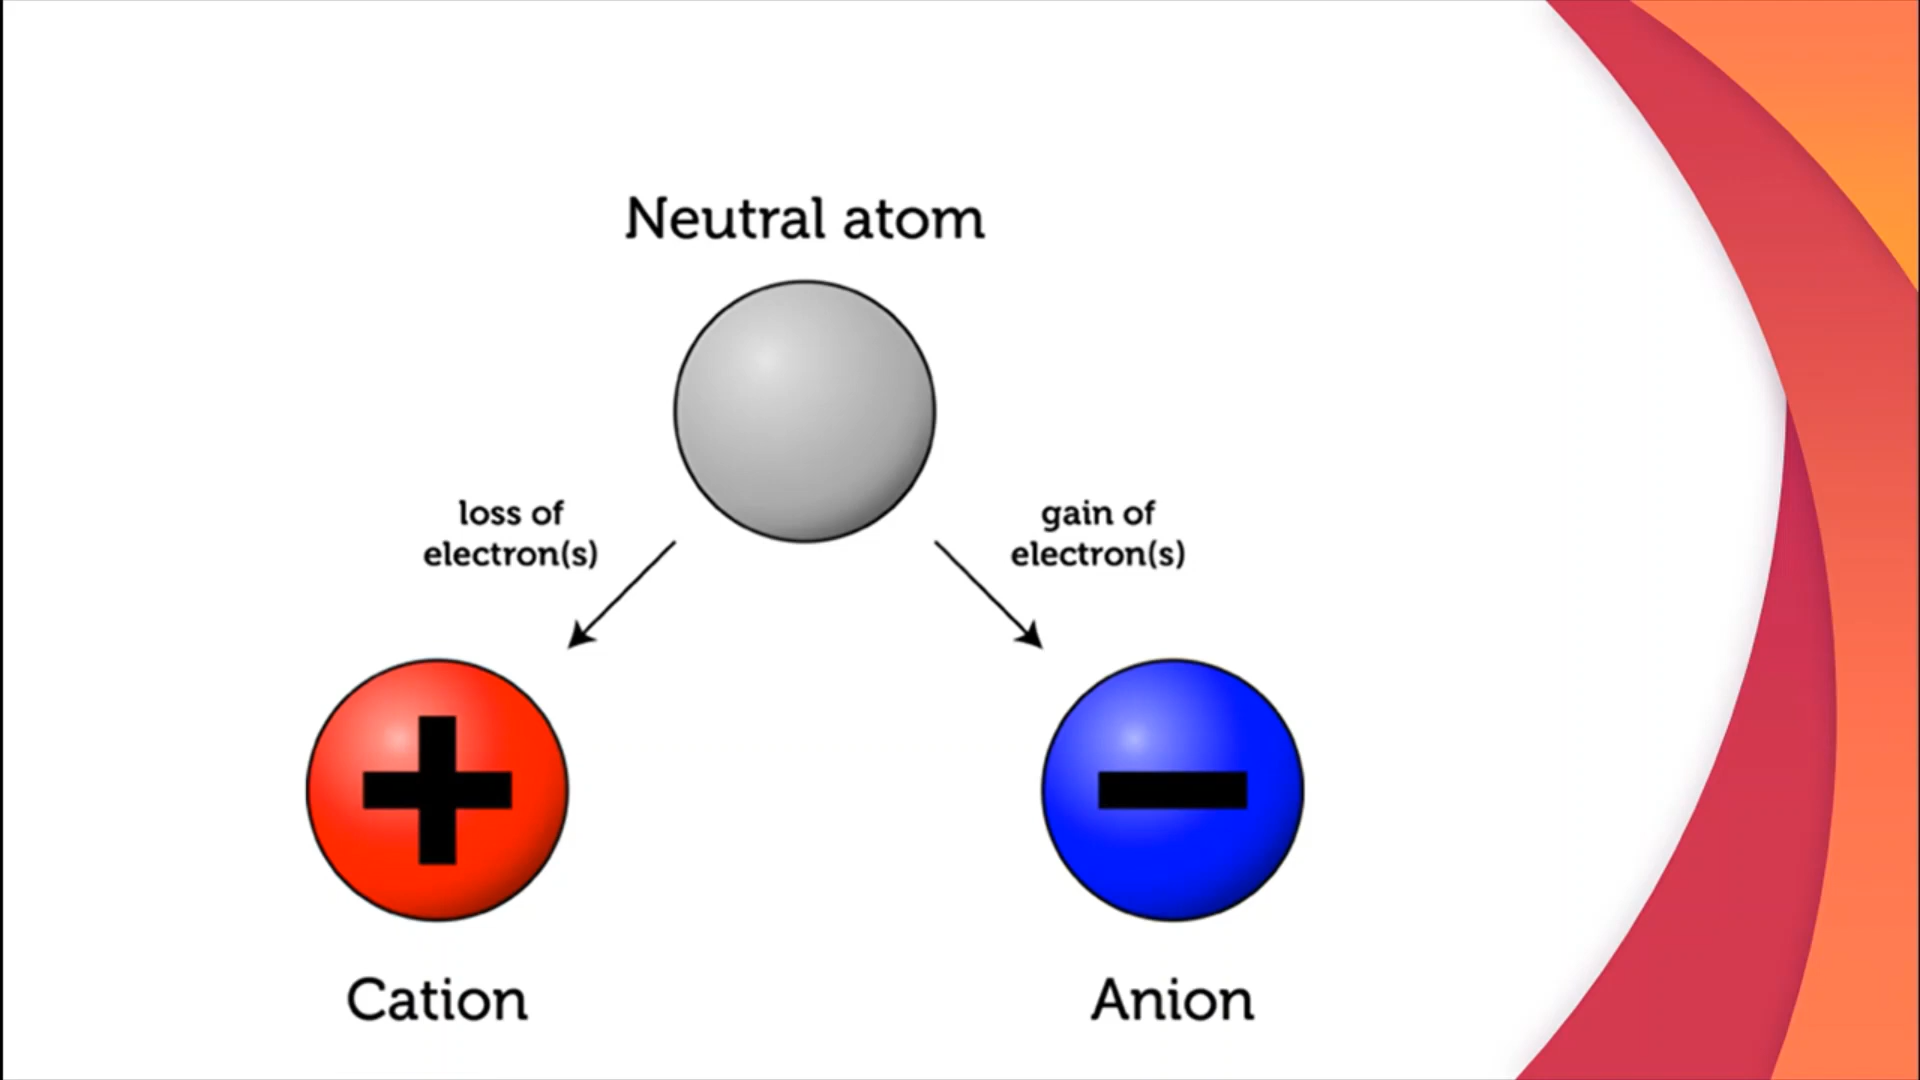 Neutral atom
loss of
electron(s)
gain of
electron(s)
Cation
Anion